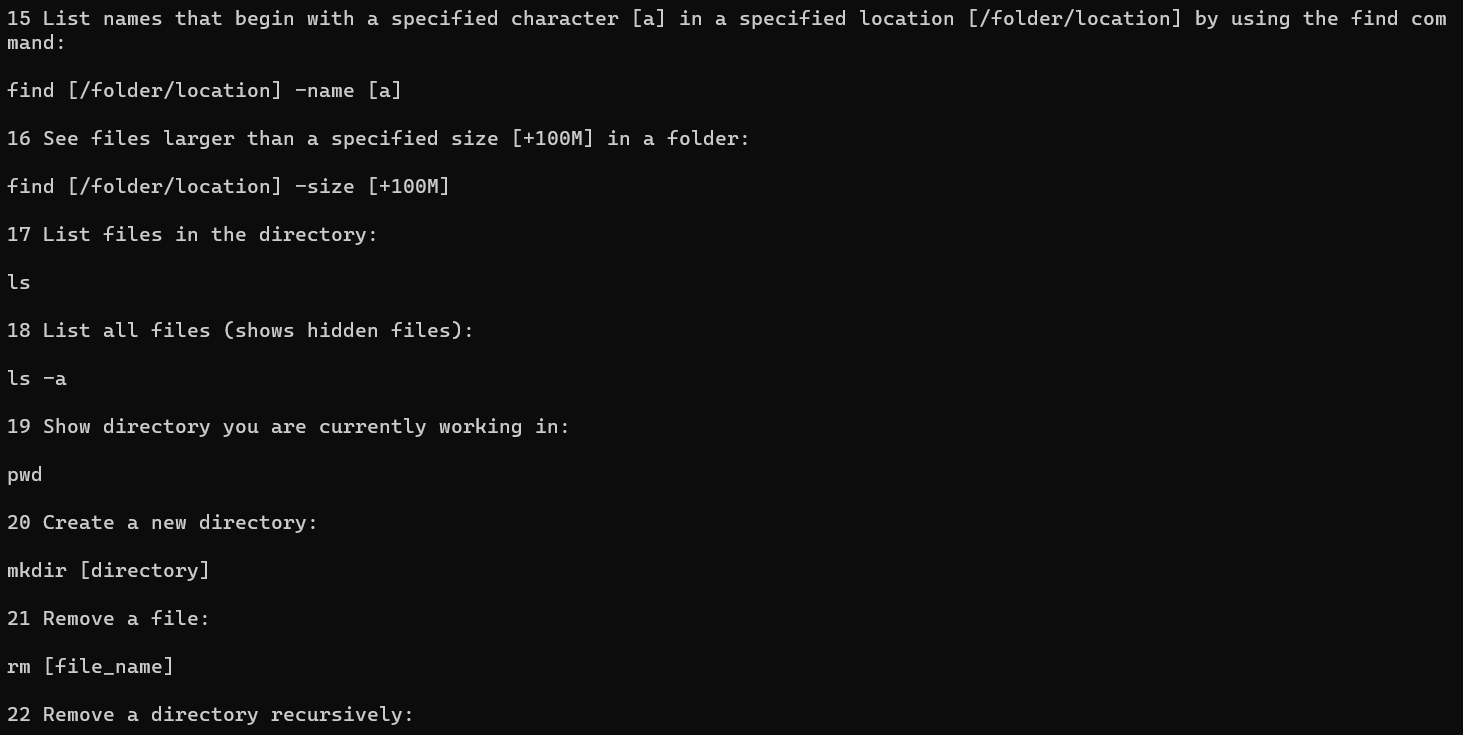 15 List names that begin with a specified character [a] in a specified location [/folder/location] by using the find com
mand:
find [/folder/location] -name [a]
16 See files larger than a specified size [+100M] in a folder:
find [/folder/location] -size [+100M]
17 List files in the directory:
ls
18 List all files (shows hidden files):
ls -a
19 Show directory you are currently working in:
pwd
20 Create a new directory:
mkdir [directory]
21 Remove a file:
rm [file_name]
22 Remove a directory recursively: